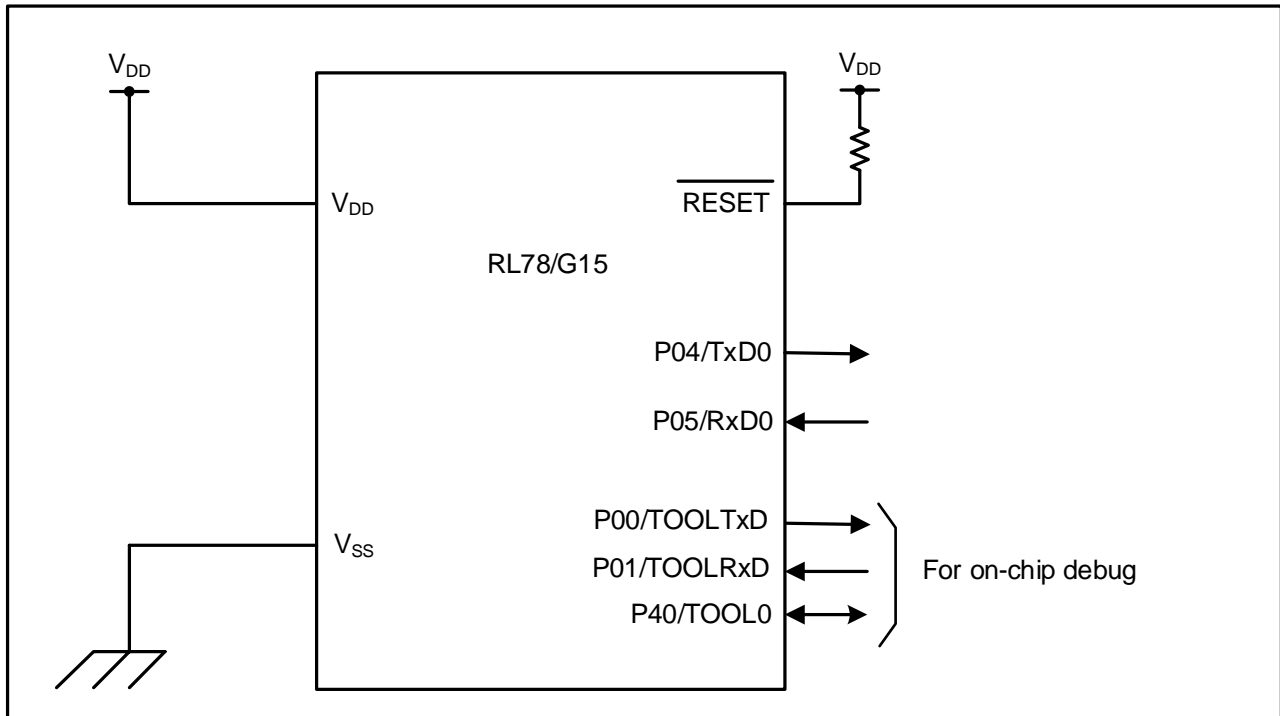 VDD
VDD
VDD
RESET
RL78/G15
P04/TxD0
P05/RxD0
P00/TOOLTxD
VSS
P01/TOOLRxD
For on-chip debug
P40/TOOL0